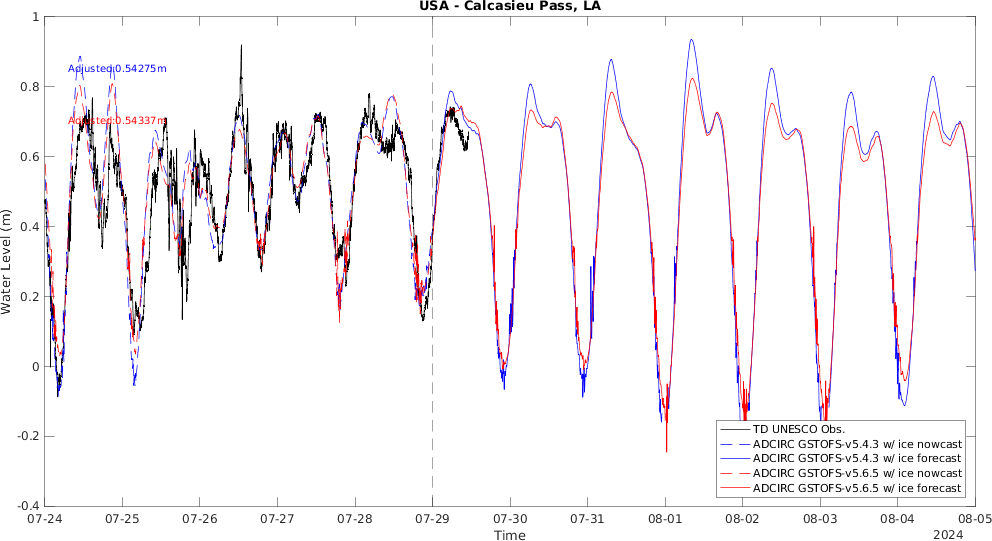 USA - Calcasieu Pass, LA
1
0.8
0.6
0.4
0.2
0
-0.2
-0.4
Water Level (m)
Adjusted:0.54275m
Adjusted:0.54337m
TD UNESCO Obs.
ADCIRC GSTOFS-v5.4.3 w/ ice nowcast
ADCIRC GSTOFS-v5.4.3 w/ ice forecast
ADCIRC GSTOFS-v5.6.5 w/ ice nowcast
ADCIRC GSTOFS-v5.6.5 w/ ice forecast
07-24 07-25 07-26 07-27 07-28 07-29 07-30 07-31 08-01 08-02 08-03 08-04 08-05
Time
2024